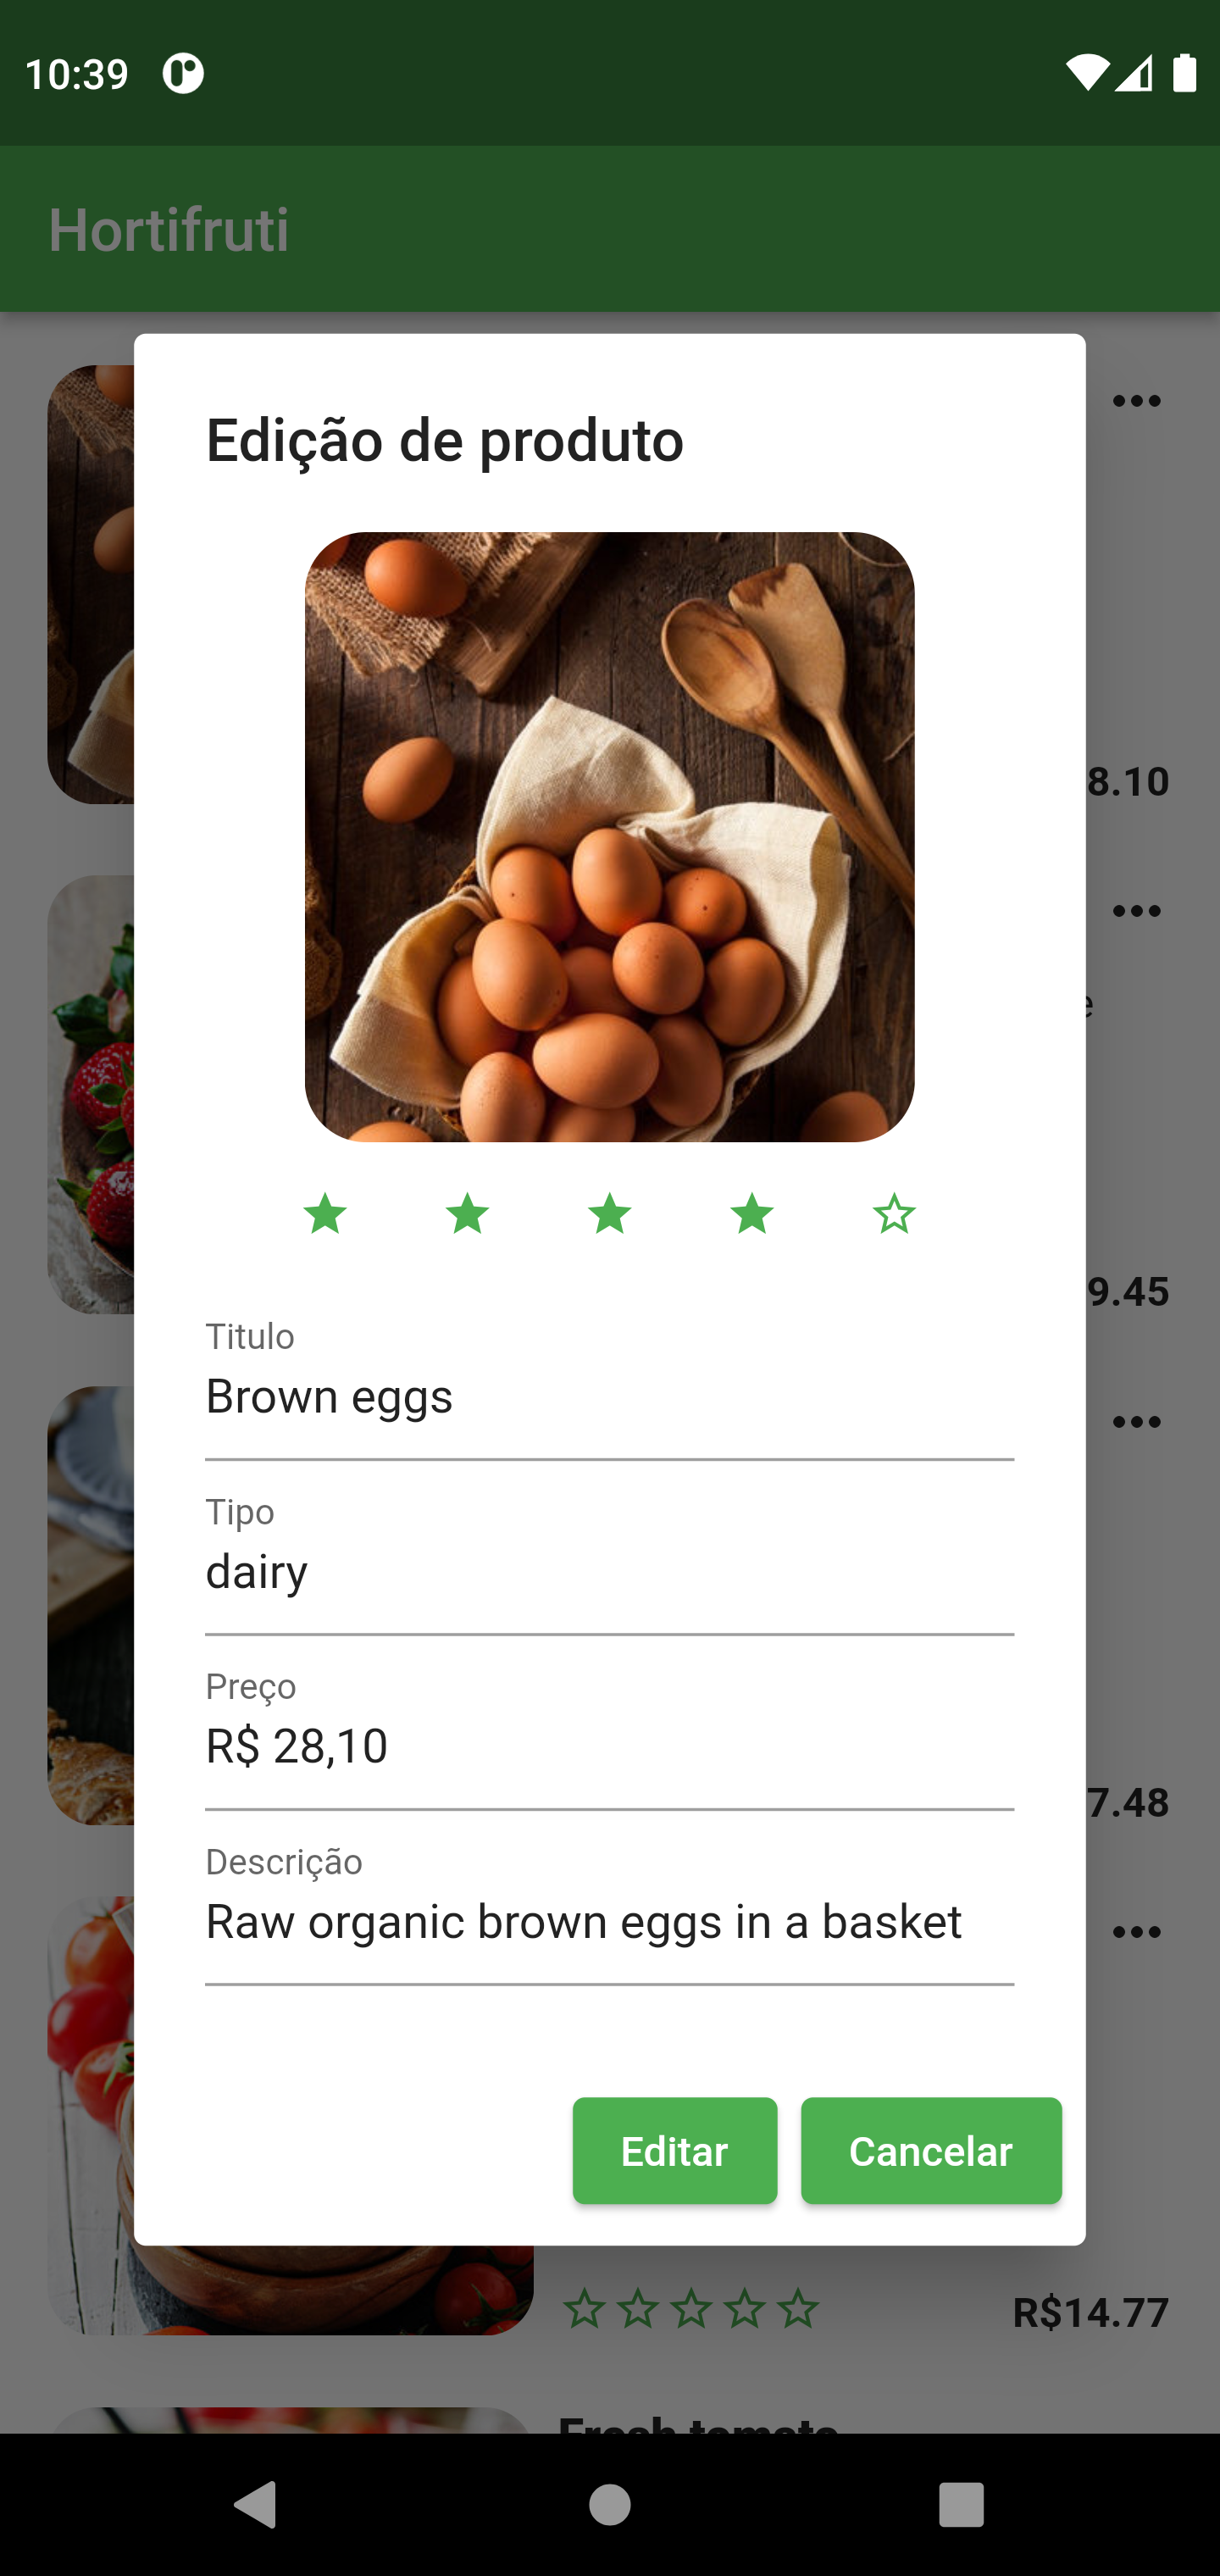 10:39
Hortifruti
Edição de produto
8.10
e
9.45
Titulo
Brown eggs
Tipo
dairy
Preço
R$ 28,10
7.48
Descrição
Raw organic brown eggs in a basket
Editar
Cancelar
R$14.77
Fresh tomato